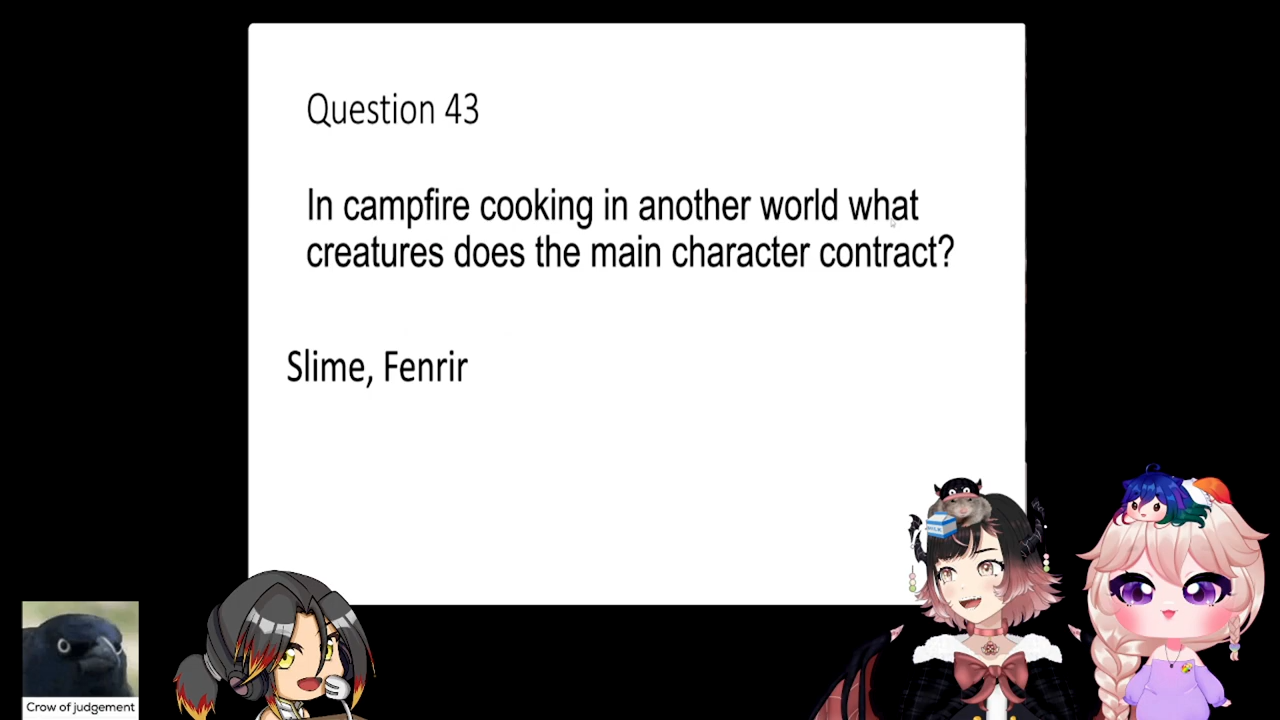 Question 43
In campfire cooking in another world what
creatures does the main character contract?
Slime, Fenrir
Crow of judgement